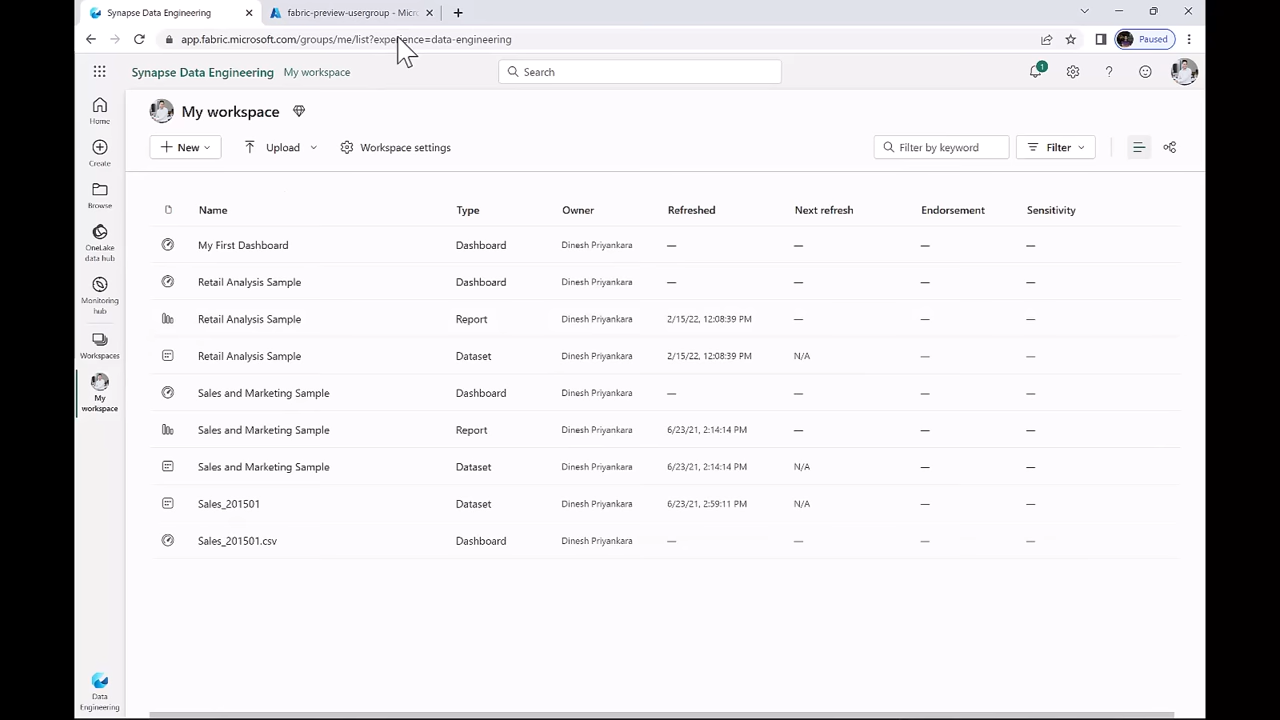 Synapse Data Engineering
fabric-preview-usergroup - Micr
app.fabric.microsoft.com/groups/me/list?experience=data-engineering
Paused
Synapse Data Engineering My workspace
Search
1
Home
Create
Browse
OneLake
data hub
Monitoring
hub
Workspaces
My
workspace
Data
Engineering
My workspace
New
Upload
Workspace settings
Filter by keyword
Filter
Name Type Owner Refreshed Next refresh Endorsement Sensitivity
My First Dashboard Dashboard Dinesh Priyankara — — — —
Retail Analysis Sample Dashboard Dinesh Priyankara — — — —
Retail Analysis Sample Report Dinesh Priyankara 2/15/22, 12:08:39 PM — — —
Retail Analysis Sample Dataset Dinesh Priyankara 2/15/22, 12:08:39 PM N/A — —
Sales and Marketing Sample Dashboard Dinesh Priyankara — — — —
Sales and Marketing Sample Report Dinesh Priyankara 6/23/21, 2:14:14 PM — — —
Sales and Marketing Sample Dataset Dinesh Priyankara 6/23/21, 2:14:14 PM N/A — —
Sales_201501 Dataset Dinesh Priyankara 6/23/21, 2:59:11 PM N/A — —
Sales_201501.csv Dashboard Dinesh Priyankara — — — —